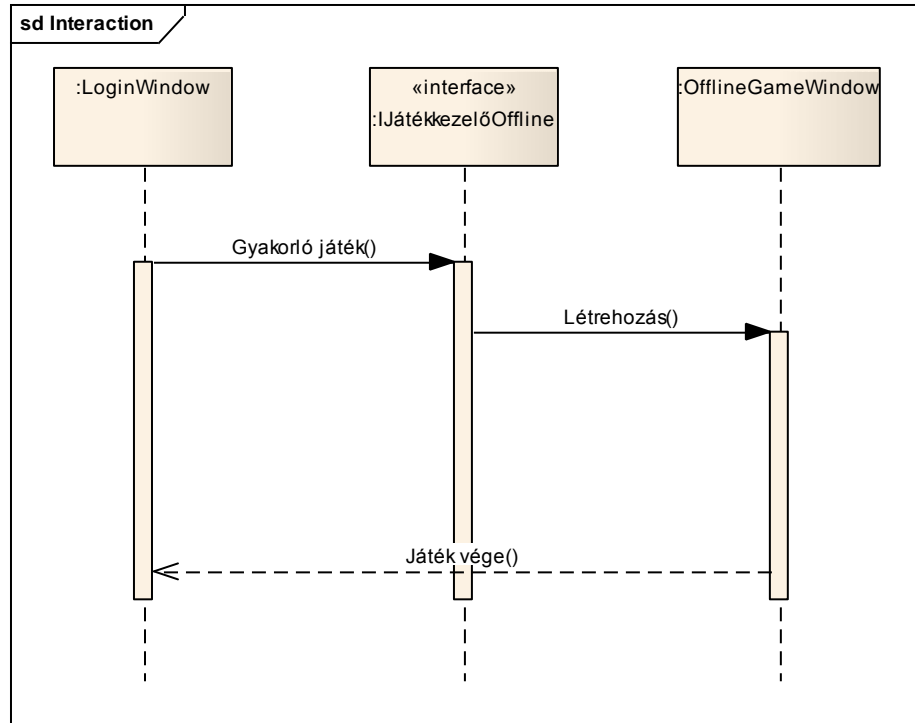 sd Interaction
:LoginWindow
«interface»
:IJátékkezelőOffline
:OfflineGameWindow
Gyakorló játék()
Létrehozás()
Játék vége()